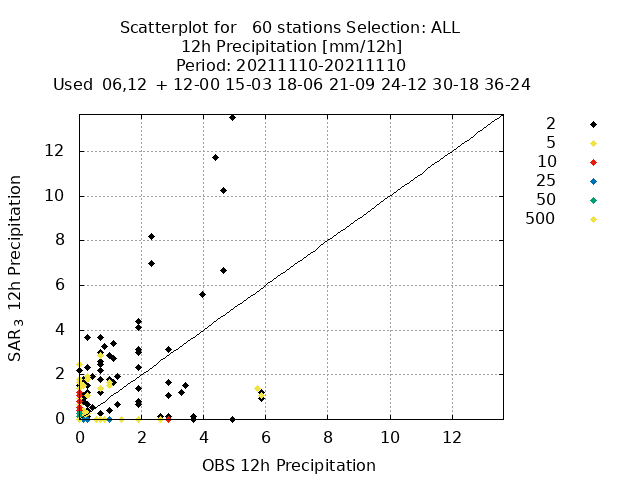 Scatterplot for   60 stations Selection: ALL
12h Precipitation [mm/12h]
Period: 20211110-20211110
Used  06,12  + 12-00 15-03 18-06 21-09 24-12 30-18 36-24
2
5
10
25
50
500
12
10
8
6
4
2
0
0 2 4 6 8 10 12
SAR3  12h Precipitation
OBS 12h Precipitation